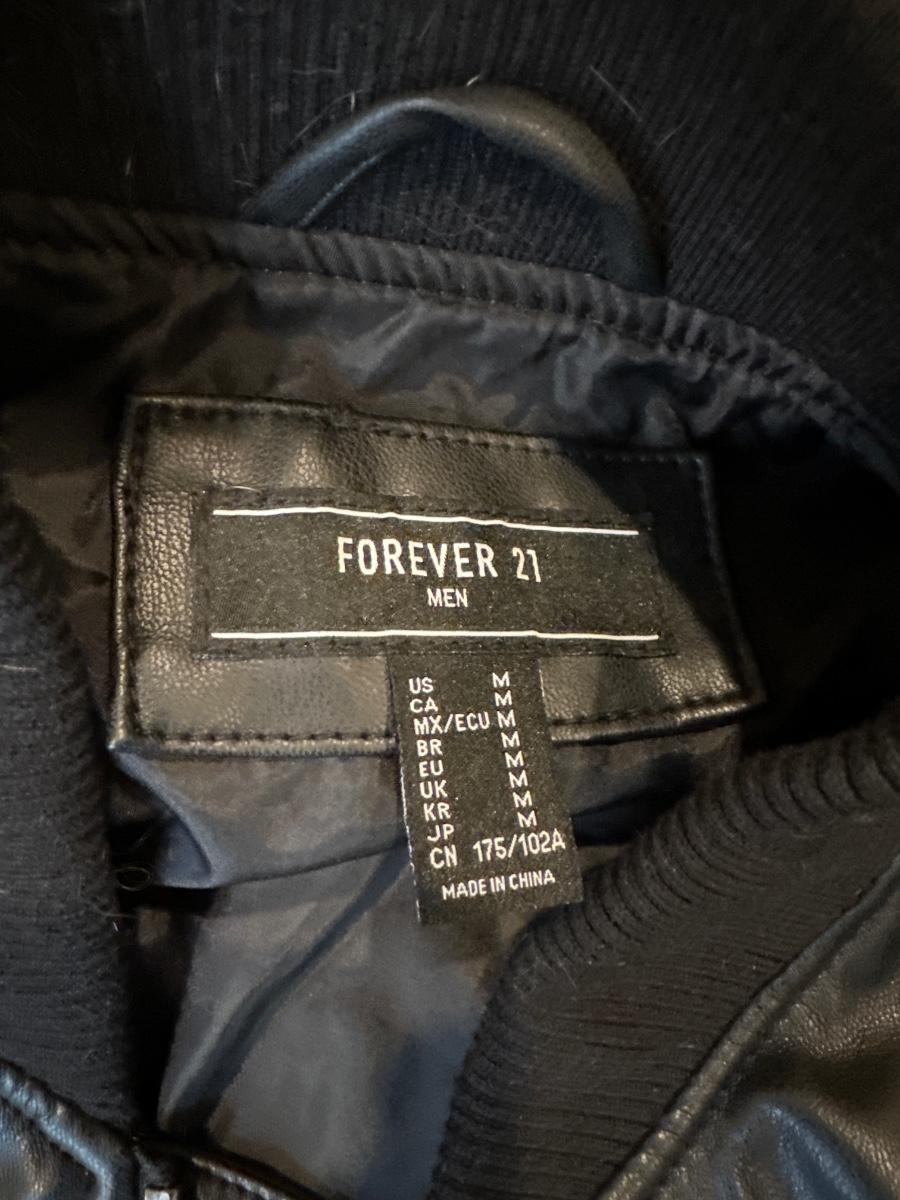 FOREVER 21
MEN
US M
CA M
MX/ECU M
BR M
EU M
UK M
KR M
JP M
CN 175/102A
MADE IN CHINA